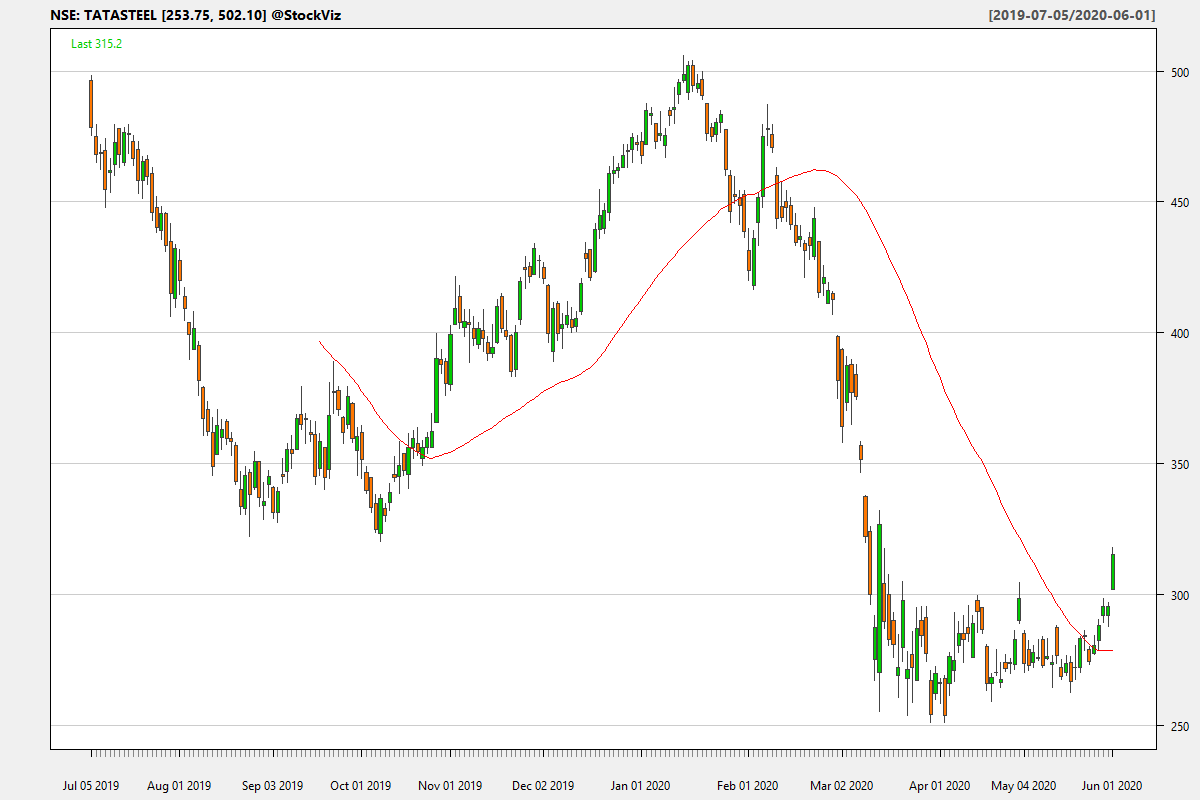 NSE: TATASTEEL [253.75, 502.10] @StockViz [2019-07-05/2020-06-01]
Last 315.2
500
450
400
350
300
250
Jul 05 2019 Aug 01 2019 Sep 03 2019 Oct 01 2019 Nov 01 2019 Dec 02 2019 Jan 01 2020 Feb 01 2020 Mar 02 2020 Apr 01 2020 May 04 2020 Jun 01 2020